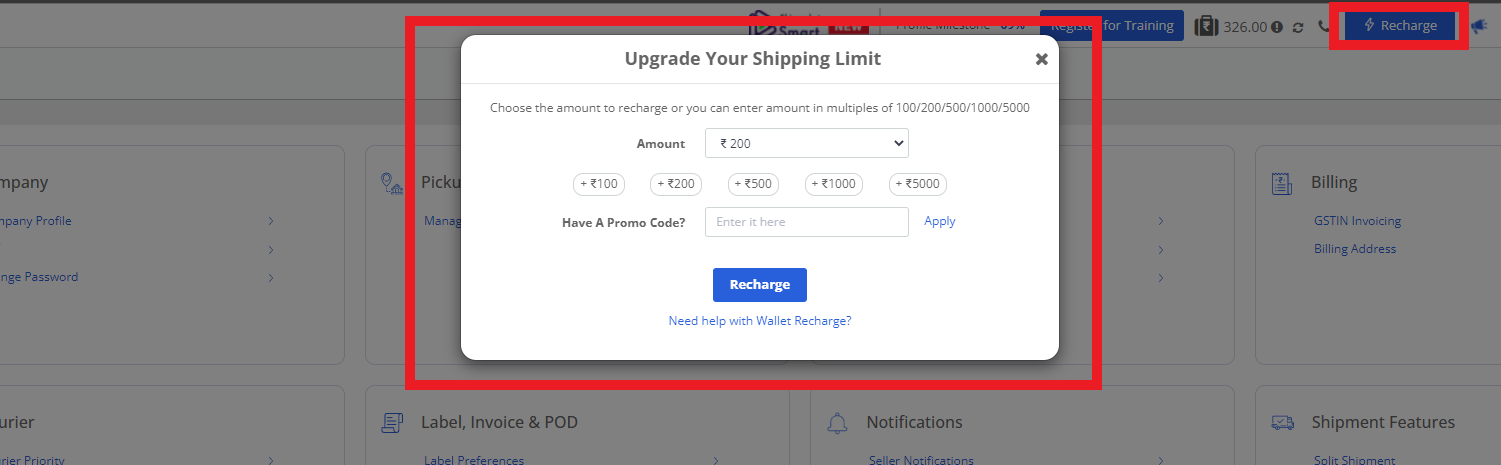 Smart NEW
Profile Milestone 89%
Register for Training
₹ 326.00
Recharge
Upgrade Your Shipping Limit
Choose the amount to recharge or you can enter amount in multiples of 100/200/500/1000/5000
Amount
₹ 200
+ ₹100
+ ₹200
+ ₹500
+ ₹1000
+ ₹5000
Have A Promo Code?
Enter it here
Apply
Recharge
Need help with Wallet Recharge?
mpany
mpany Profile
nge Password
Picku
Manag
Billing
GSTIN Invoicing
Billing Address
urier
urier Priority
Label, Invoice & POD
Label Preferences
Notifications
Seller Notifications
Shipment Features
Split Shipment